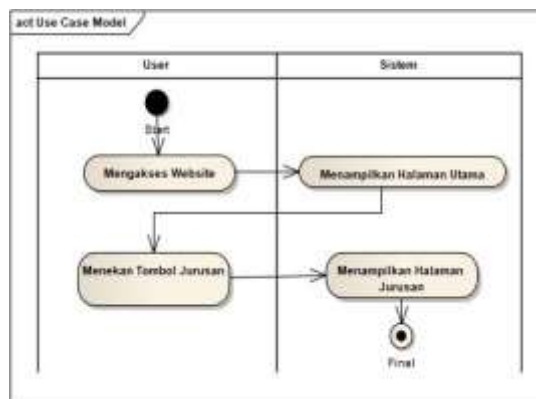 act Use Case Model
User
Sistem
Start
Mengakses Website
Menampilkan Halaman Utama
Menekan Tombol Jurusan
Menampilkan Halaman
Jurusan
Final